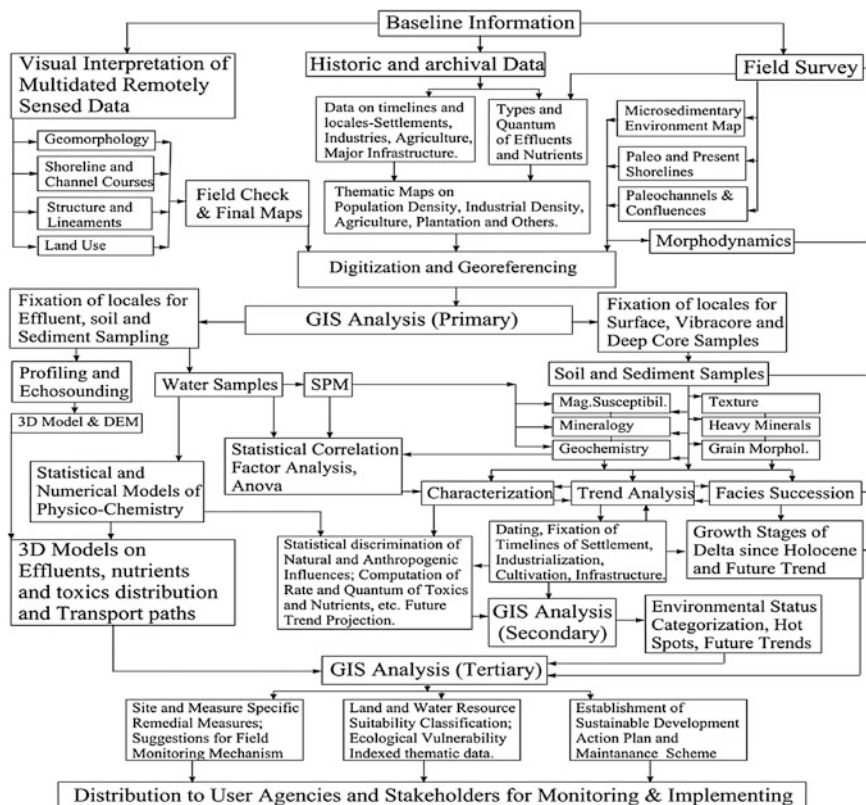 Baseline Information
Visual Interpretation of
Multidated Remotely
Sensed Data
Historic and archival Data
Field Survey
Data on timelines and
locales-Settlements,
Industries, Agriculture,
Major Infrastructure.
Types and
Quantum
of Effluents
and Nutrients
Microsedimentary
Environment Map
Geomorphology
Shoreline and
Channel Courses
Structure and
Lineaments
Land Use
Field Check
& Final Maps
Thematic Maps on
Population Density, Industrial Density,
Agriculture, Plantation and Others.
Paleo and Present
Shorelines
Paleochannels &
Confluences
Morphodynamics
Digitization and Georeferencing
Fixation of locales for
Effluent, soil and
Sediment Sampling
GIS Analysis (Primary)
Fixation of locales for
Surface, Vibracore and
Deep Core Samples
Profiling and
Echosounding
Water Samples
SPM
Soil and Sediment Samples
3D Model & DEM
Mag.Susceptibil.
Mineralogy
Geochemistry
Texture
Heavy Minerals
Grain Morphol.
Statistical Correlation
Factor Analysis,
Anova
Statistical and
Numerical Models of
Physico-Chemistry
Characterization
Trend Analysis
Facies Succession
3D Models on
Effluents, nutrients
and toxics distribution
and Transport paths
Statistical discrimination of
Natural and Anthropogenic
Influences; Computation of
Rate and Quantum of Toxics
and Nutrients, etc. Future
Trend Projection.
Dating, Fixation of
Timelines of Settlement,
Industrialization,
Cultivation, Infrastructure.
Growth Stages of
Delta since Holocene
and Future Trend
GIS Analysis
(Secondary)
Environmental Status
Categorization, Hot
Spots, Future Trends
GIS Analysis (Tertiary)
Site and Measure Specific
Remedial Measures;
Suggestions for Field
Monitoring Mechanism
Land and Water Resource
Suitability Classification;
Ecological Vulnerability
Indexed thematic data.
Establishment of
Sustainable Development
Action Plan and
Maintanance Scheme
Distribution to User Agencies and Stakeholders for Monitoring & Implementing